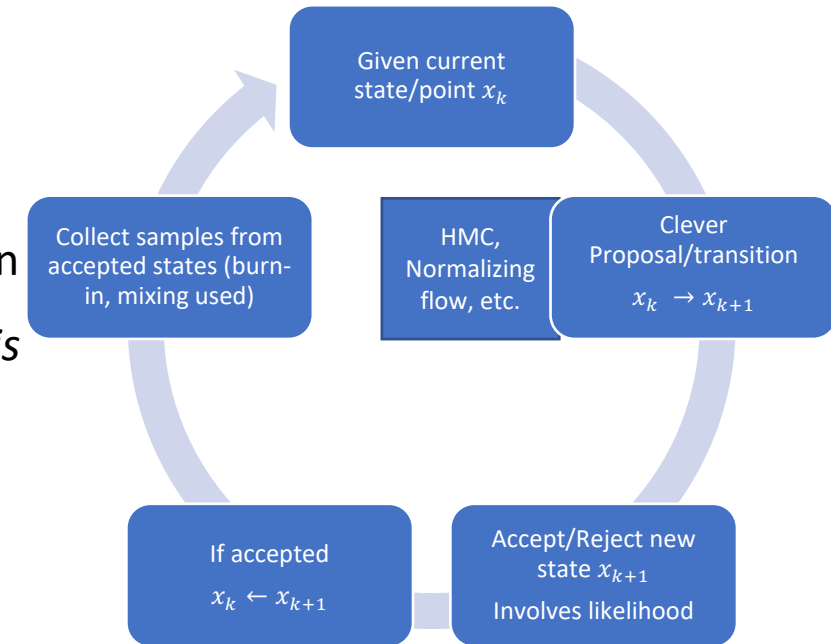 Given current
state/point x_k
Clever
Proposal/transition
x_k → x_{k+1}
HMC,
Normalizing
flow, etc.
Accept/Reject new
state x_{k+1}
Involves likelihood
If accepted
x_k ← x_{k+1}
Collect samples from
accepted states (burn-
in, mixing used)
n
is